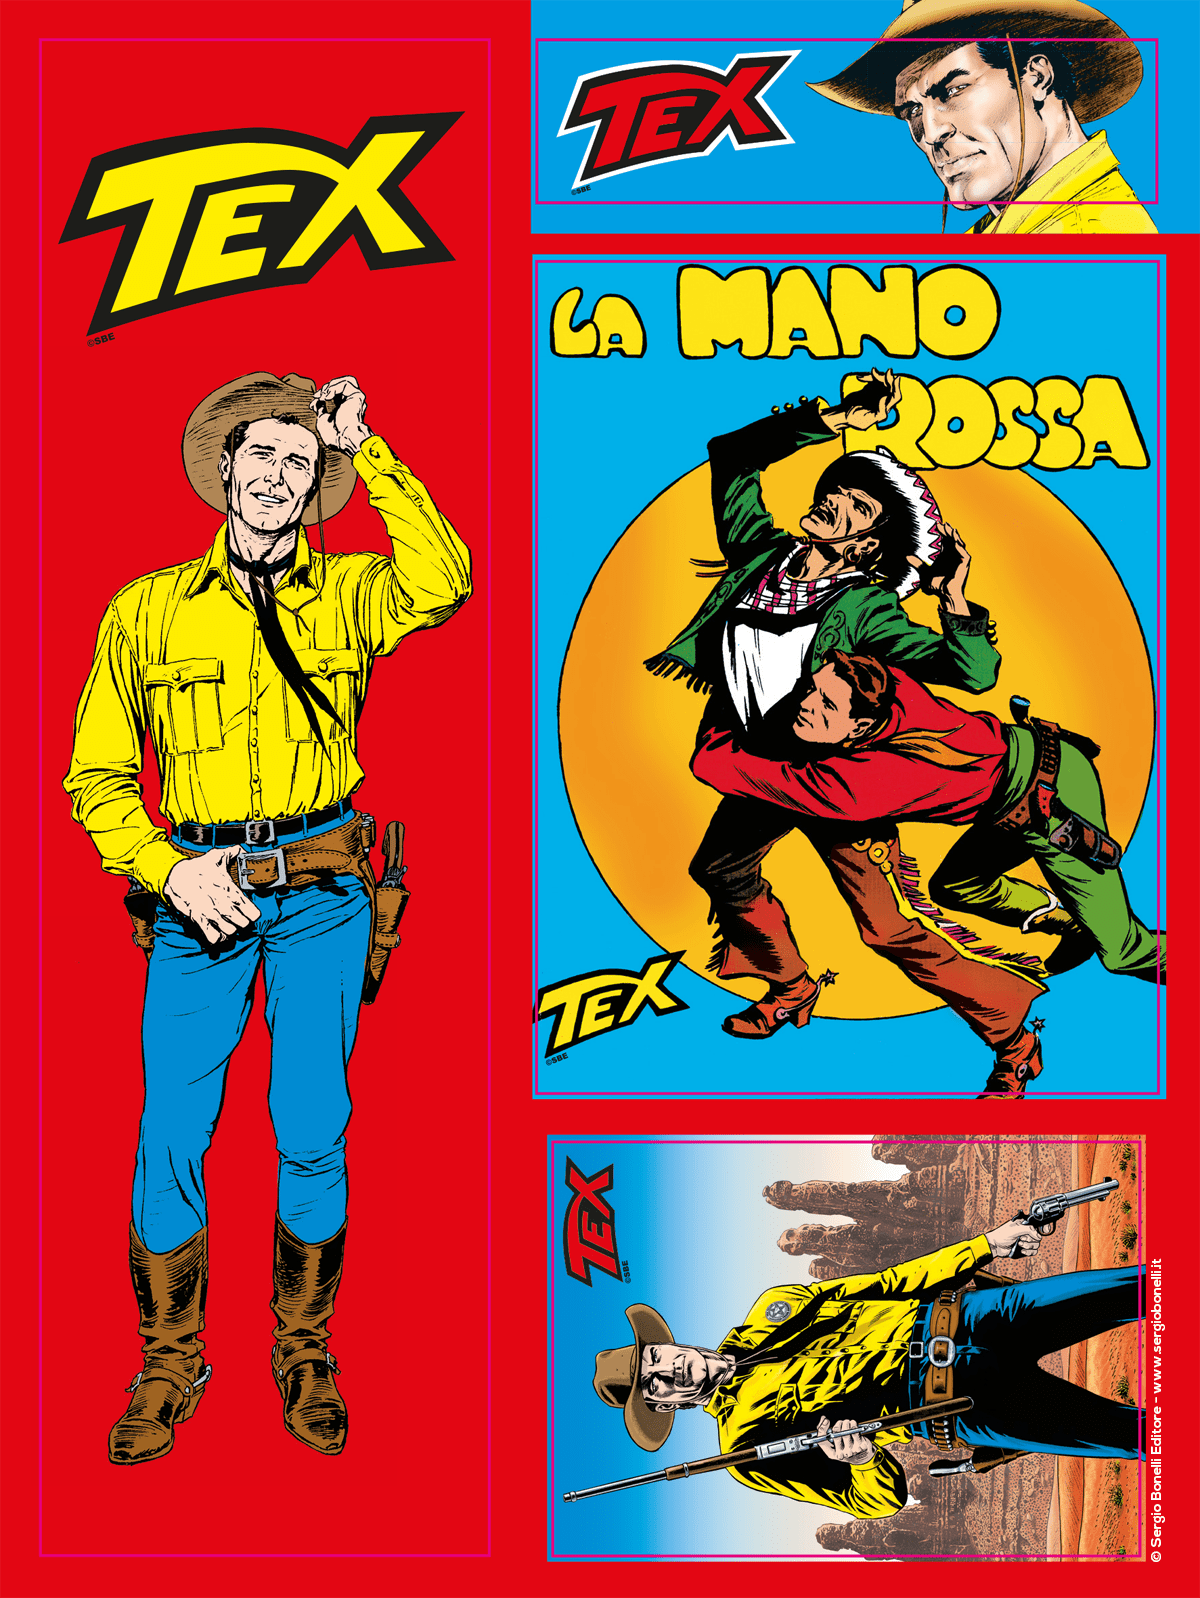 TEX
©SBE
TEX
©SBE
LA MANO
ROSSA
TEX
©SBE
TEX
©SBE
© Sergio Bonelli Editore - www.sergiobonelli.it